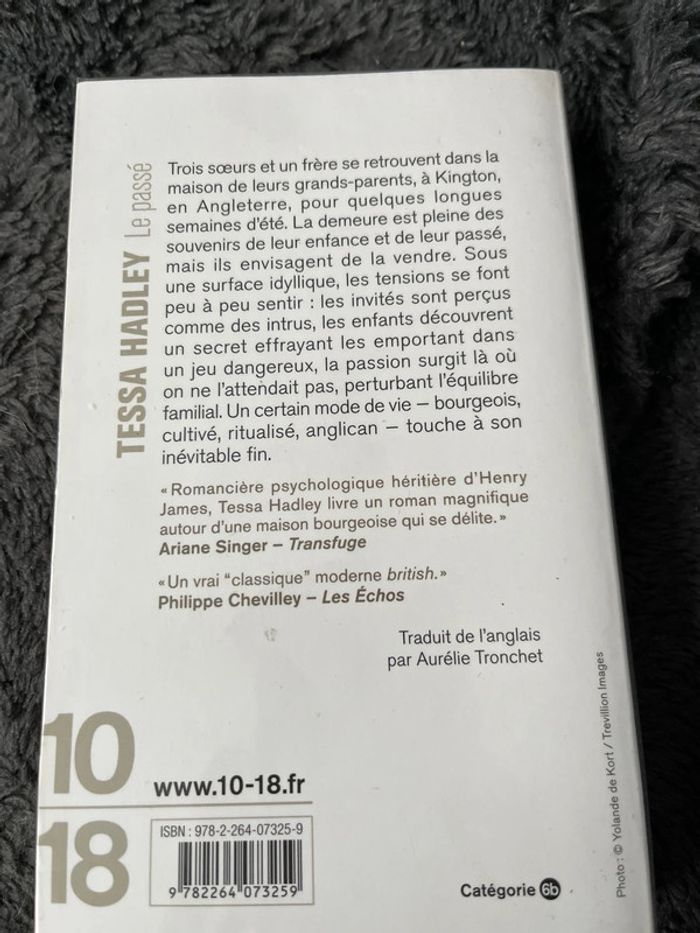 TESSA HADLEY Le passé
Trois sœurs et un frère se retrouvent dans la
maison de leurs grands-parents, à Kington,
en Angleterre, pour quelques longues
semaines d'été. La demeure est pleine des
souvenirs de leur enfance et de leur passé,
mais ils envisagent de la vendre. Sous
une surface idyllique, les tensions se font
peu à peu sentir : les invités sont perçus
comme des intrus, les enfants découvrent
un secret effrayant les emportant dans
un jeu dangereux, la passion surgit là où
on ne l'attendait pas, perturbant l'équilibre
familial. Un certain mode de vie – bourgeois,
cultivé, ritualisé, anglican – touche à son
inévitable fin.
« Romancière psychologique héritière d'Henry
James, Tessa Hadley livre un roman magnifique
autour d'une maison bourgeoise qui se délite. »
Ariane Singer – Transfuge
« Un vrai “classique” moderne british. »
Philippe Chevilley – Les Échos
Traduit de l'anglais
par Aurélie Tronchet
Photo : © Yolande de Kort / Trevillion Images
10
18
www.10-18.fr
ISBN : 978-2-264-07325-9
9 782264 073259
Catégorie 6b